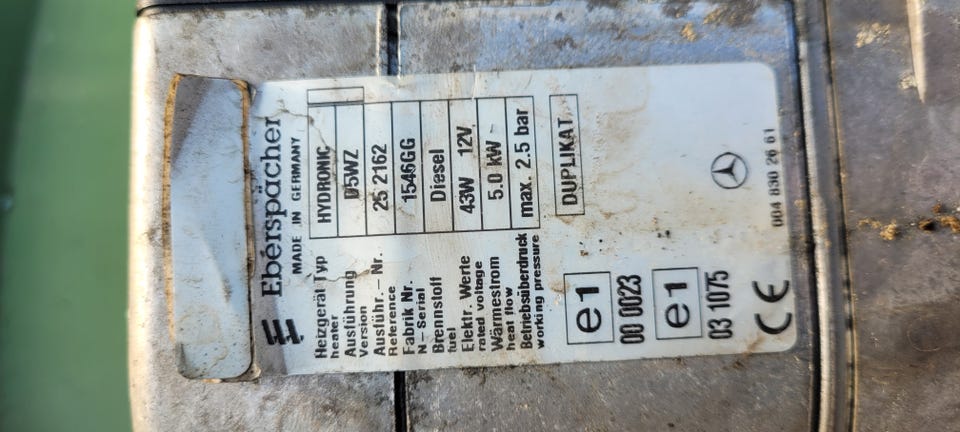 Eberspächer
MADE IN GERMANY
Heizgerät Typ HYDRONIC
heater
Ausführung D5WZ
Version
Ausführ.-Nr. 25 2162
Reference
Fabrik Nr. 1546GG
N-Serial
Brennstoff Diesel
fuel
Elektr. Werte 43W 12V
rated voltage
Wärmestrom 5.0 kW
heat flow
Betriebsüberdruck max. 2.5 bar
working pressure
DUPLIKAT
e1
00 0023
e1
03 1075
CE
004 830 26 61